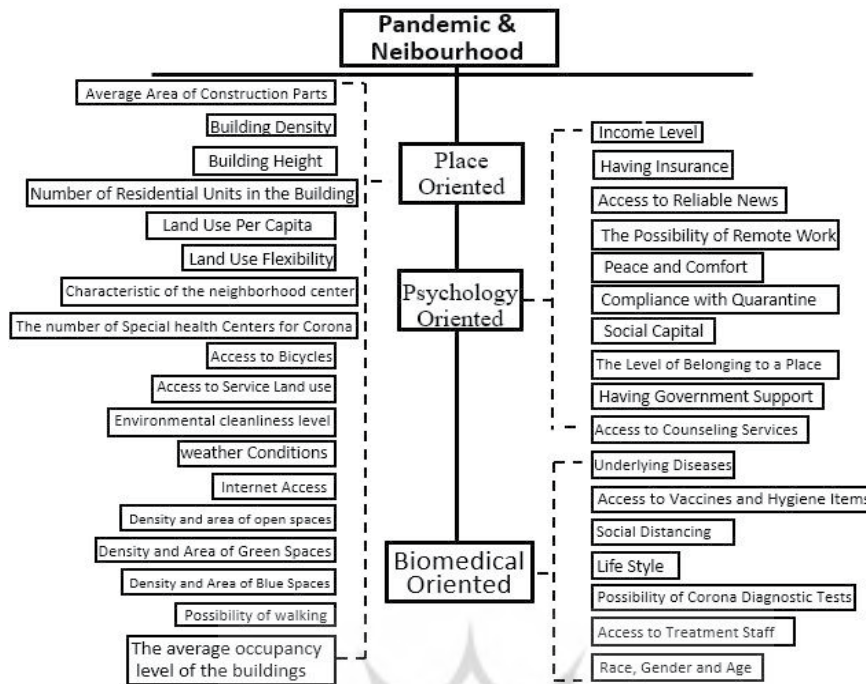 Pandemic &
Neibourhood
Average Area of Construction Parts
Building Density
Building Height
Number of Residential Units in the Building
Land Use Per Capita
Land Use Flexibility
Characteristic of the neighborhood center
The number of Special health Centers for Corona
Access to Bicycles
Access to Service Land use
Environmental cleanliness level
weather Conditions
Internet Access
Density and area of open spaces
Density and Area of Green Spaces
Density and Area of Blue Spaces
Possibility of walking
The average occupancy
level of the buildings
Place
Oriented
Psychology
Oriented
Biomedical
Oriented
Income Level
Having Insurance
Access to Reliable News
The Possibility of Remote Work
Peace and Comfort
Compliance with Quarantine
Social Capital
The Level of Belonging to a Place
Having Government Support
Access to Counseling Services
Underlying Diseases
Access to Vaccines and Hygiene Items
Social Distancing
Life Style
Possibility of Corona Diagnostic Tests
Access to Treatment Staff
Race, Gender and Age